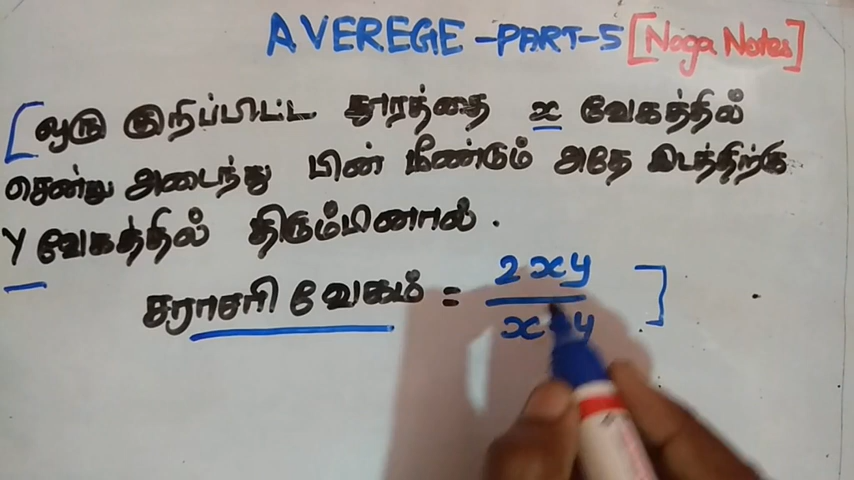 AVEREGE -PART-5 [Naga Notes]
[ஒரு குறிப்பிட்ட தூரத்தை x வேகத்தில்
சென்று அடைந்து பின் மீண்டும் அதே இடத்திற்கு
y வேகத்தில் திரும்பினால்.
சராசரி வேகம் = 2xy ]
x+y